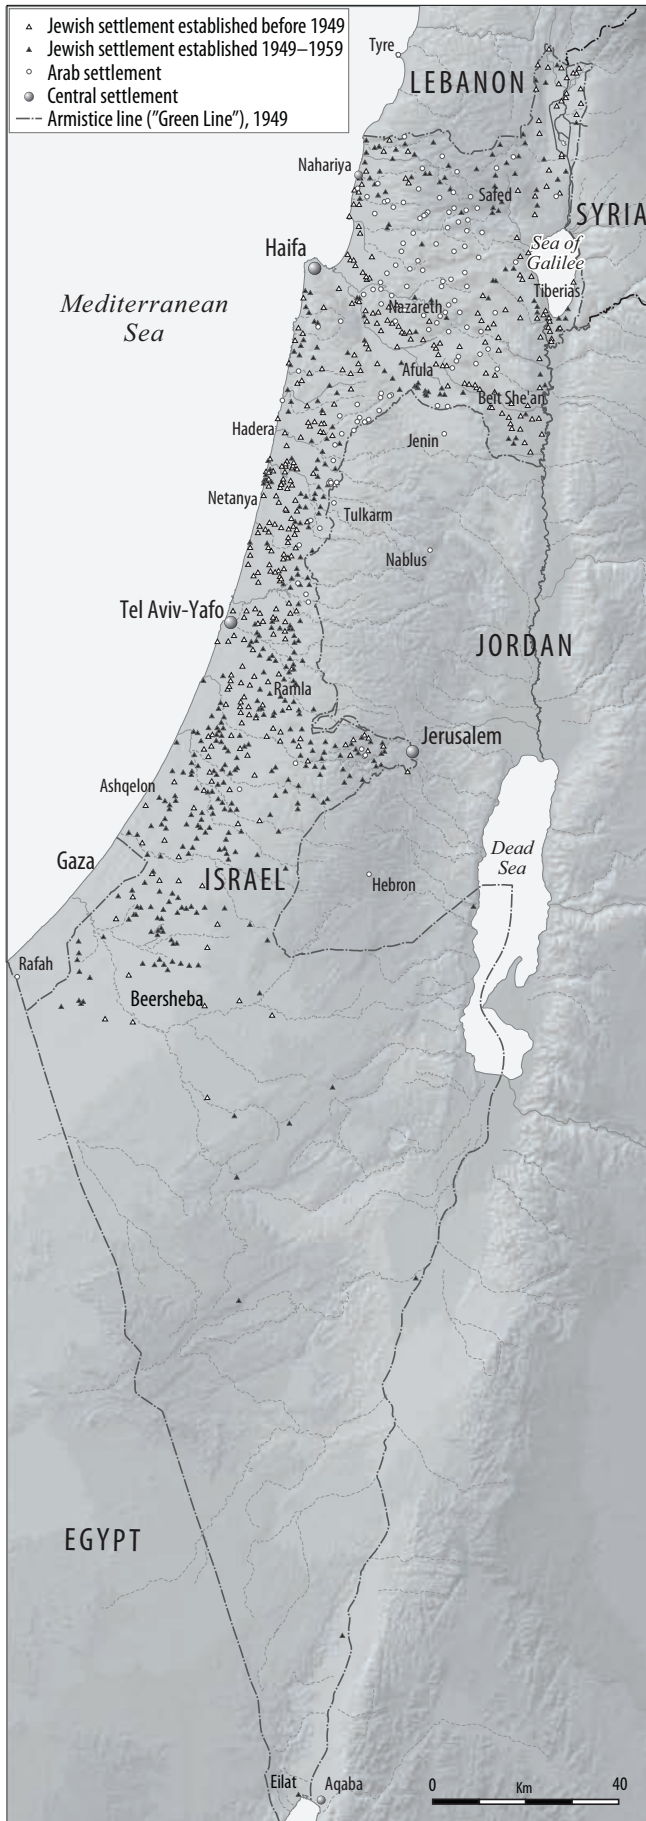 Jewish settlement established before 1949
Jewish settlement established 1949–1959
Arab settlement
Central settlement
Armistice line ("Green Line"), 1949
Tyre
LEBANON
Nahariya
Safed
SYRIA
Haifa
Sea of
Galilee
Mediterranean
Sea
Tiberias
Nazareth
Afula
Beit She'an
Hadera
Jenin
Netanya
Tulkarm
Nablus
Tel Aviv-Yafo
JORDAN
Ramla
Jerusalem
Ashqelon
Gaza
ISRAEL
Dead
Sea
Hebron
Rafah
Beersheba
EGYPT
Eilat
Aqaba
0 Km 40